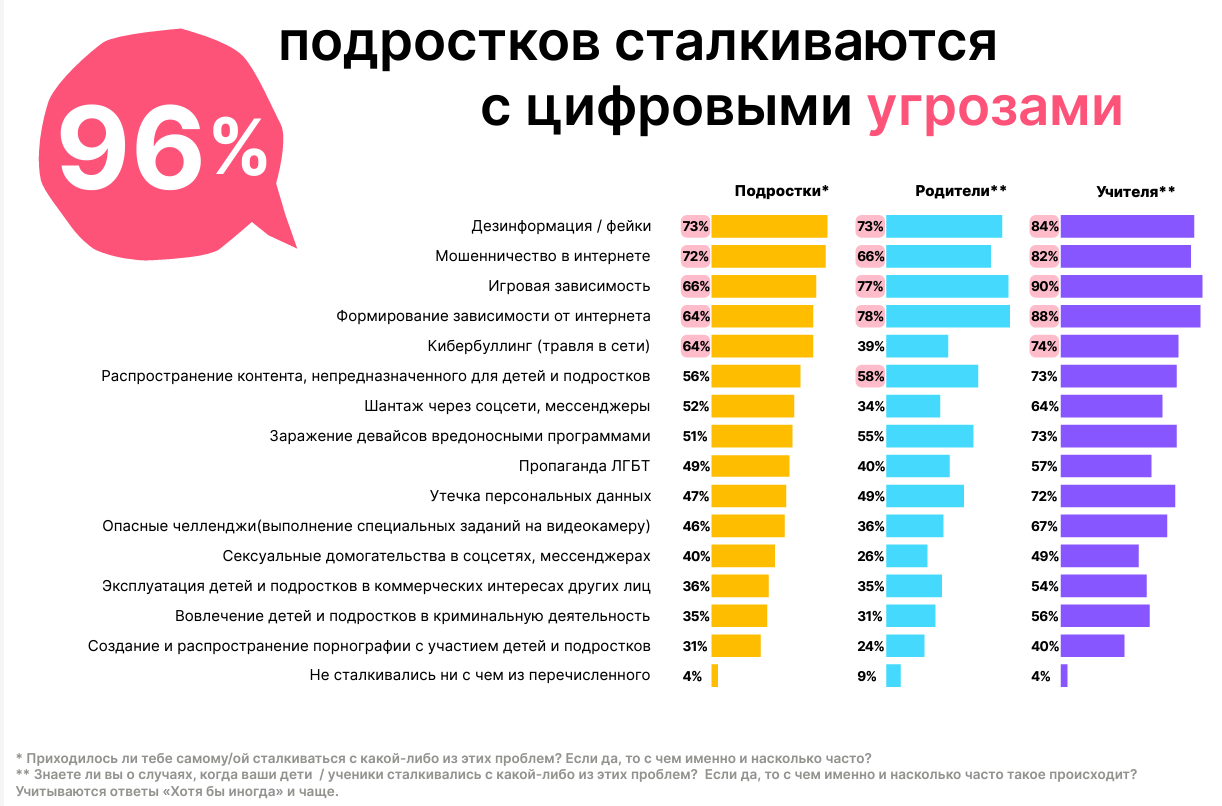 подростков сталкиваются
с цифровыми угрозами
96%
Подростки* Родители** Учителя**
Дезинформация / фейки 73% 73% 84%
Мошенничество в интернете 72% 66% 82%
Игровая зависимость 66% 77% 90%
Формирование зависимости от интернета 64% 78% 88%
Кибербуллинг (травля в сети) 64% 39% 74%
Распространение контента, непредназначенного для детей и подростков 56% 58% 73%
Шантаж через соцсети, мессенджеры 52% 34% 64%
Заражение девайсов вредоносными программами 51% 55% 73%
Пропаганда ЛГБТ 49% 40% 57%
Утечка персональных данных 47% 49% 72%
Опасные челленджи(выполнение специальных заданий на видеокамеру) 46% 36% 67%
Сексуальные домогательства в соцсетях, мессенджерах 40% 26% 49%
Эксплуатация детей и подростков в коммерческих интересах других лиц 36% 35% 54%
Вовлечение детей и подростков в криминальную деятельность 35% 31% 56%
Создание и распространение порнографии с участием детей и подростков 31% 24% 40%
Не сталкивались ни с чем из перечисленного 4% 9% 4%
* Приходилось ли тебе самому/ой сталкиваться с какой-либо из этих проблем? Если да, то с чем именно и насколько часто?
** Знаете ли вы о случаях, когда ваши дети / ученики сталкивались с какой-либо из этих проблем? Если да, то с чем именно и насколько часто такое происходит?
Учитываются ответы «Хотя бы иногда» и чаще.